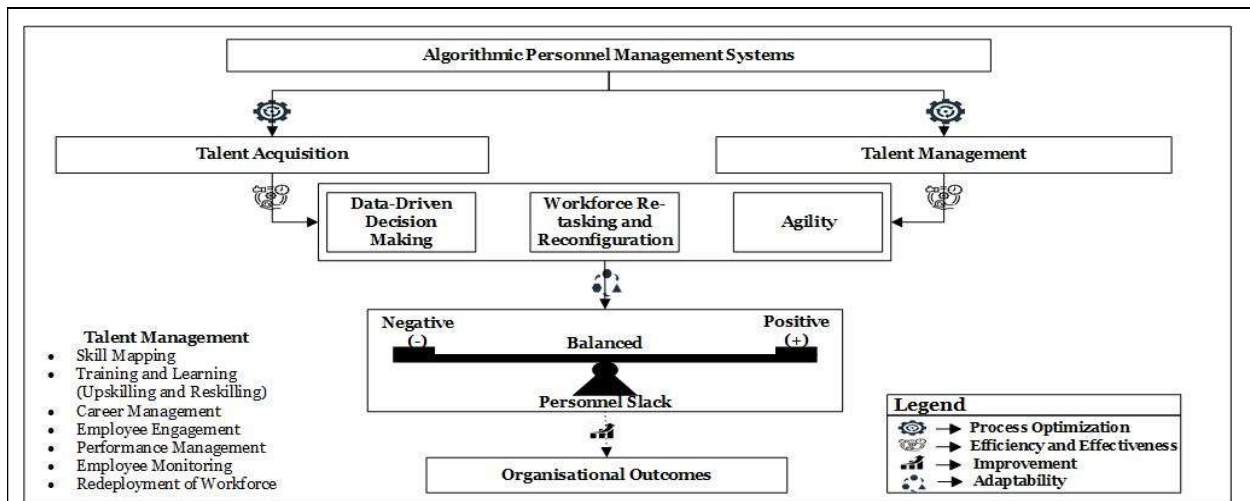 Algorithmic Personnel Management Systems
Talent Acquisition
Talent Management
Data-Driven
Decision
Making
Workforce Re-
tasking and
Reconfiguration
Agility
Negative
(-)
Balanced
Positive
(+)
Personnel Slack
Organisational Outcomes
Talent Management
• Skill Mapping
• Training and Learning
(Upskilling and Reskilling)
• Career Management
• Employee Engagement
• Performance Management
• Employee Monitoring
• Redeployment of Workforce
Legend
Process Optimization
Efficiency and Effectiveness
Improvement
Adaptability